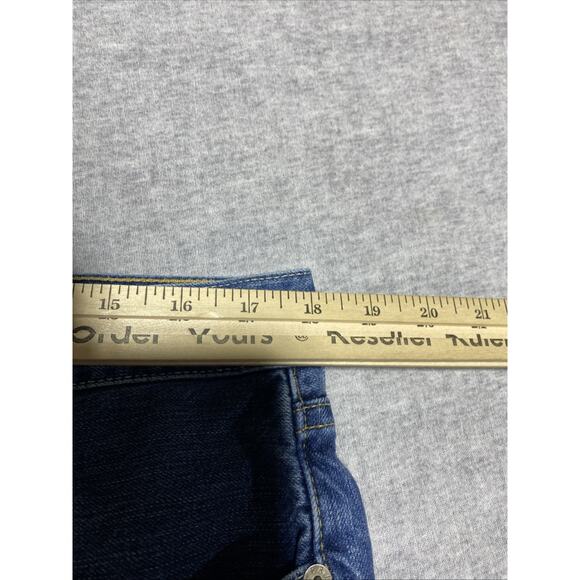 15 16 17 18 19 20 21
Order Yours ® Reseller Ruler